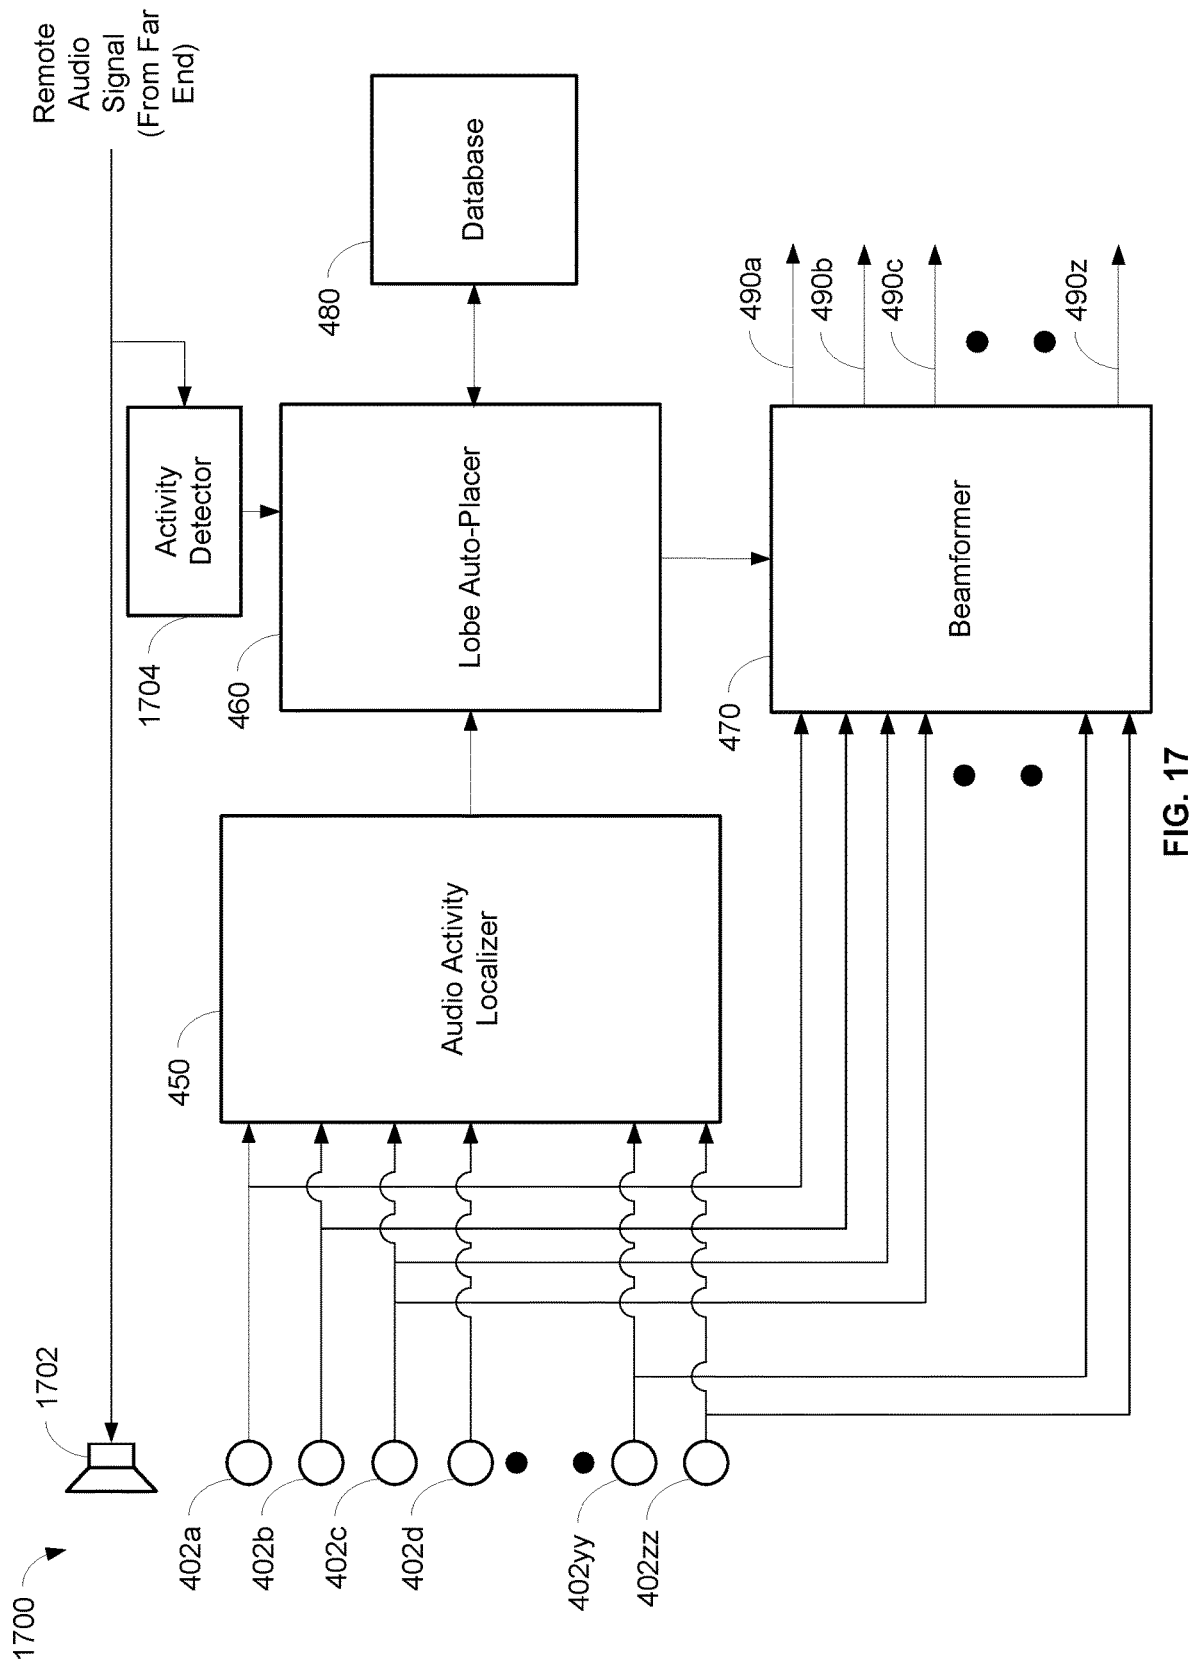 1700
1702
Remote
Audio
Signal
(From Far
End)
1704
Activity
Detector
402a
402b
402c
402d
402yy
402zz
450
Audio Activity
Localizer
460
Lobe Auto-Placer
480
Database
470
Beamformer
490a
490b
490c
490z
FIG. 17